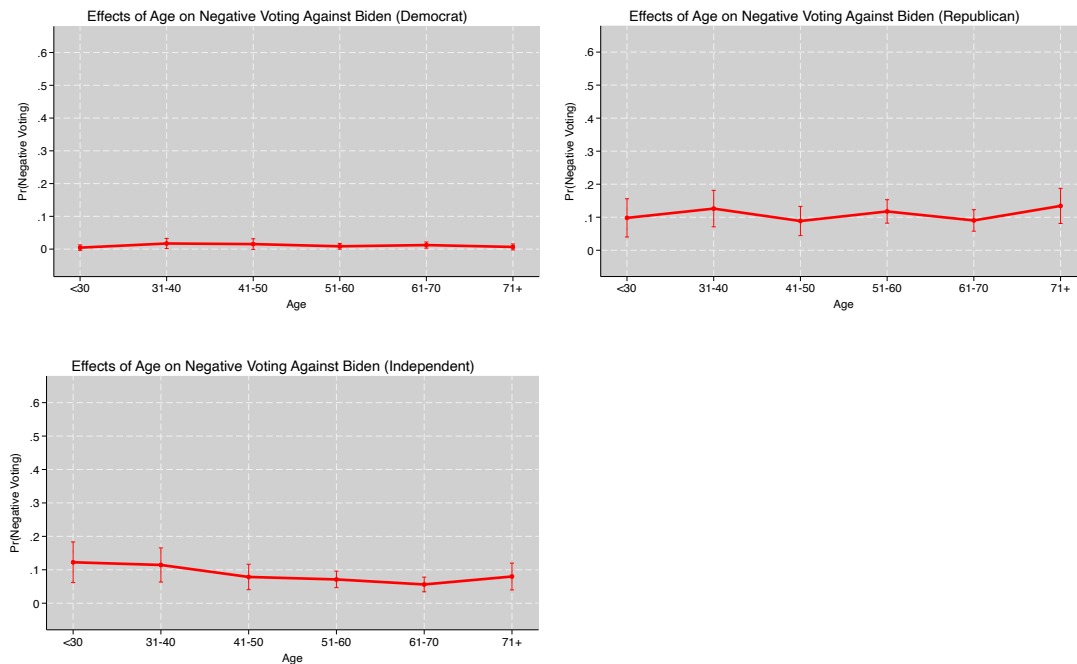 Effects of Age on Negative Voting Against Biden (Democrat)
Pr(Negative Voting)
.6
.5
.4
.3
.2
.1
0
<30 31-40 41-50 51-60 61-70 71+
Age
Effects of Age on Negative Voting Against Biden (Republican)
Pr(Negative Voting)
.6
.5
.4
.3
.2
.1
0
<30 31-40 41-50 51-60 61-70 71+
Age
Effects of Age on Negative Voting Against Biden (Independent)
Pr(Negative Voting)
.6
.5
.4
.3
.2
.1
0
<30 31-40 41-50 51-60 61-70 71+
Age